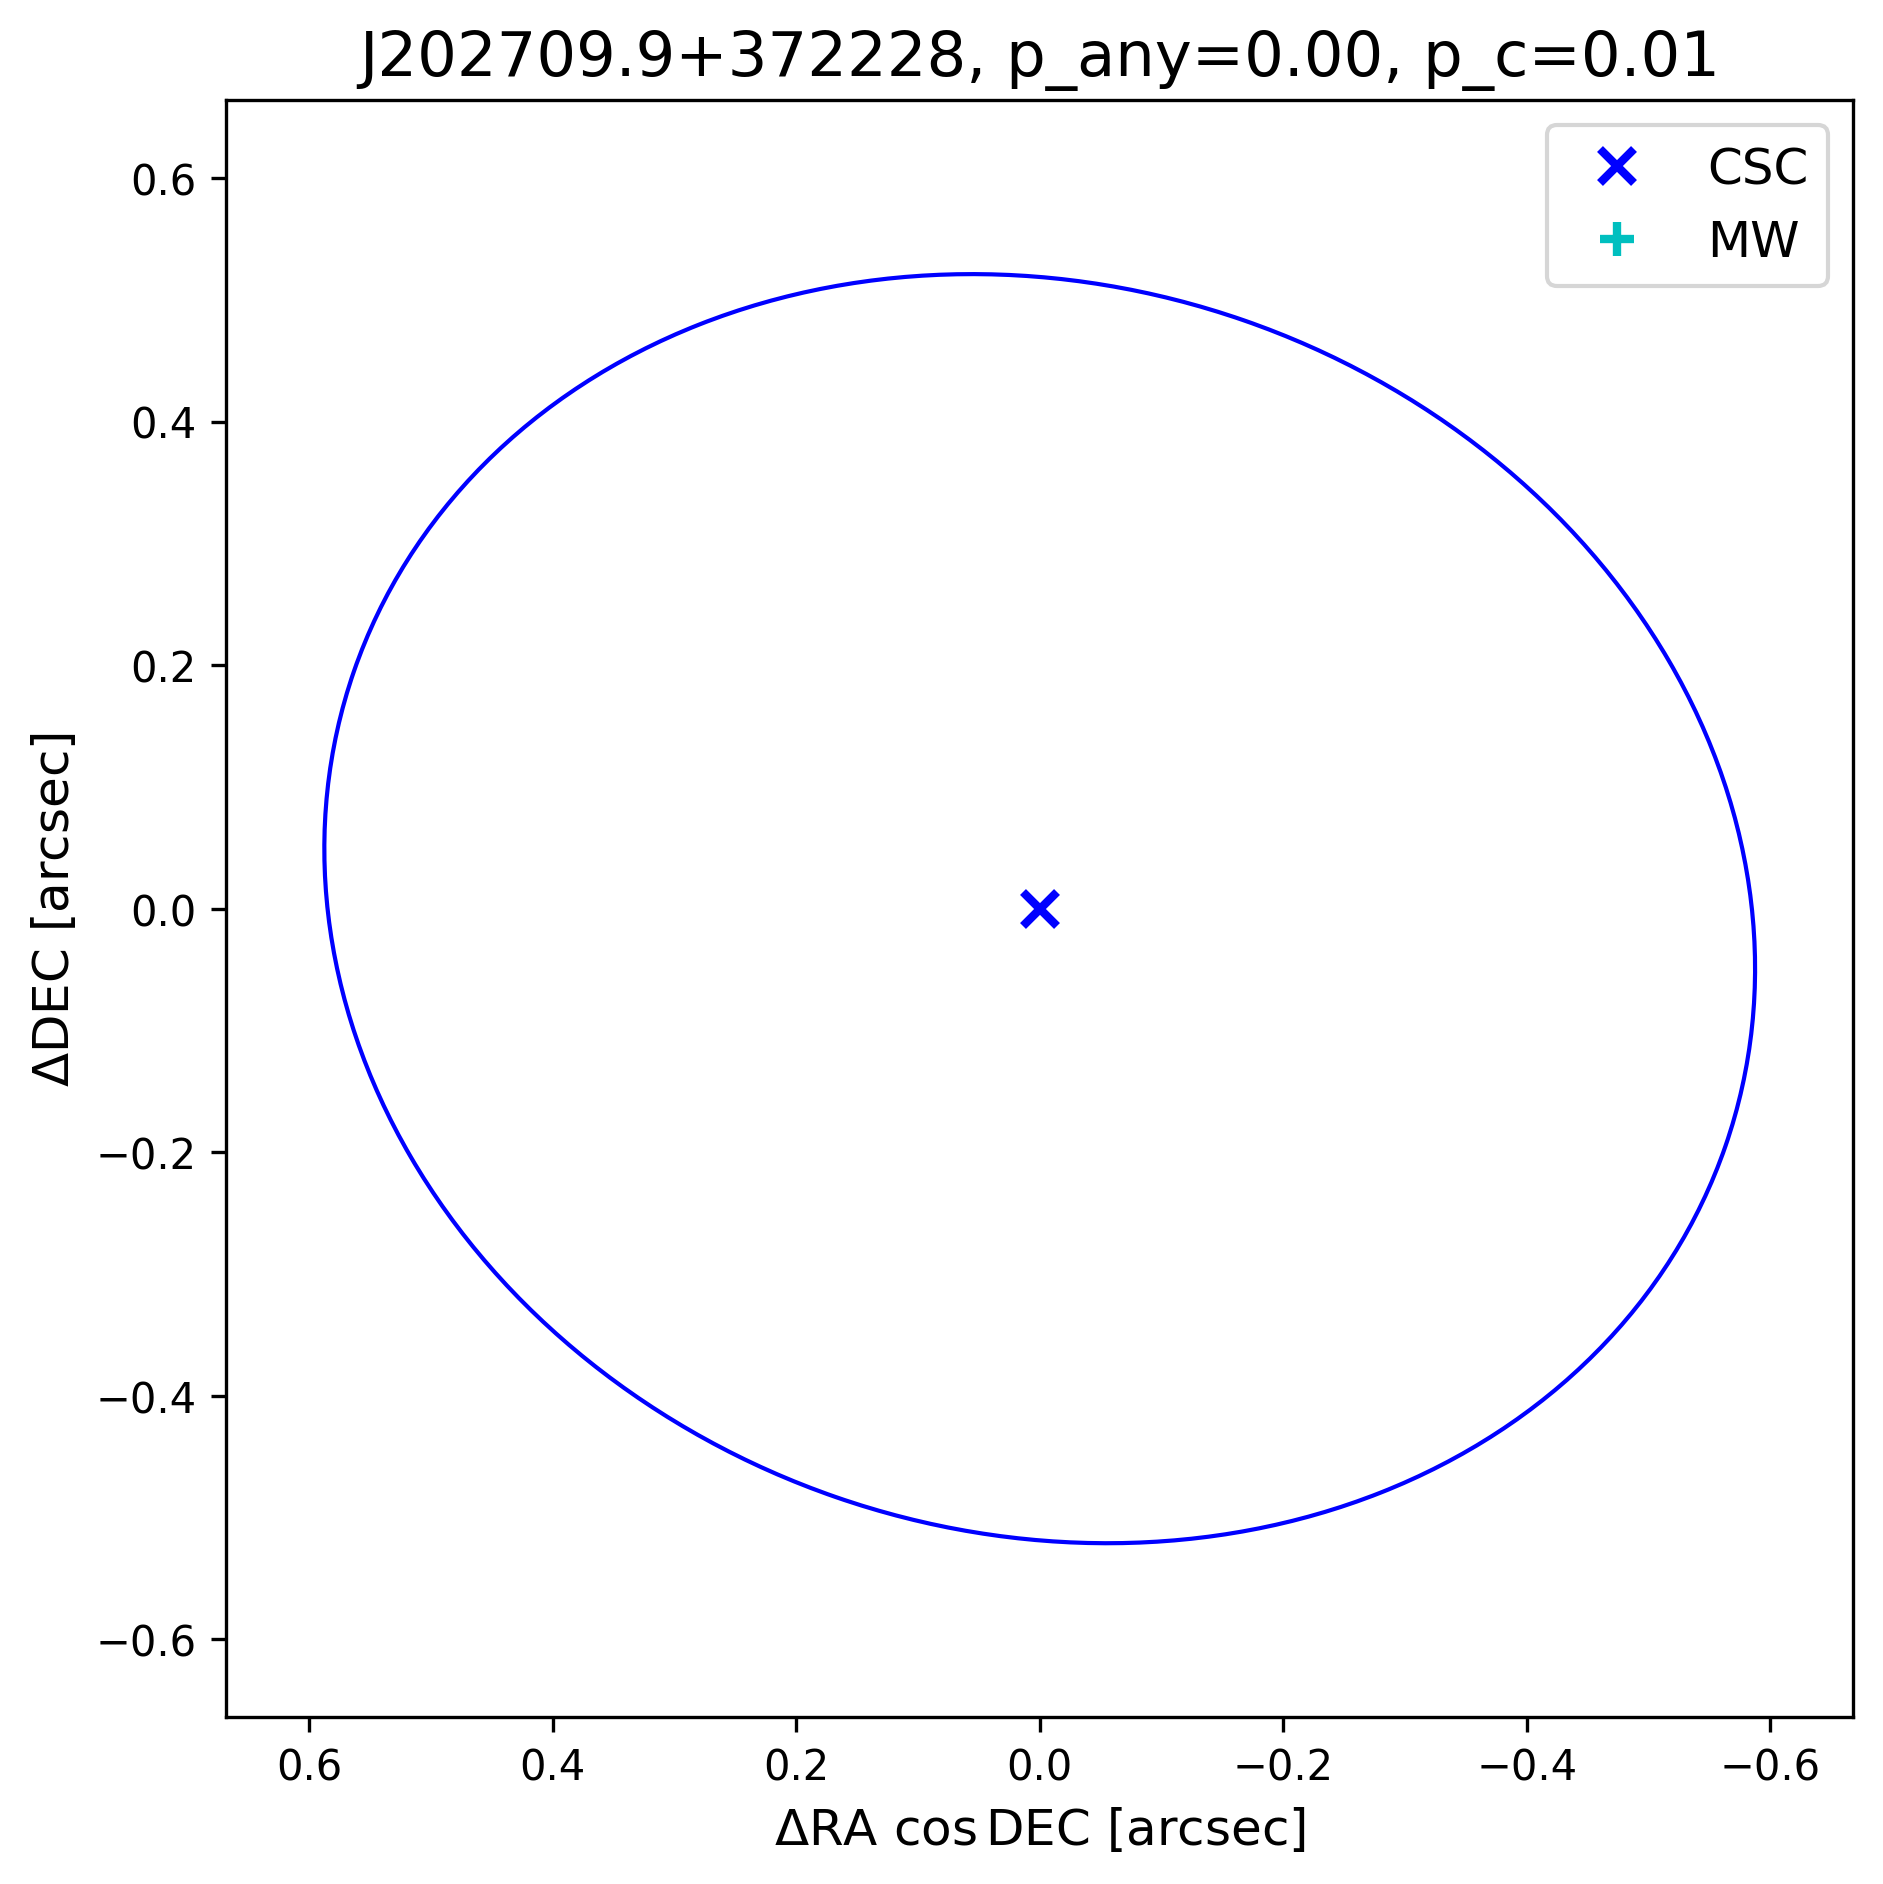 J202709.9+372228, p_any=0.00, p_c=0.01
CSC
MW
0.6
0.4
0.2
0.0
−0.2
−0.4
−0.6
ΔDEC [arcsec]
0.6 0.4 0.2 0.0 −0.2 −0.4 −0.6
ΔRA cos DEC [arcsec]